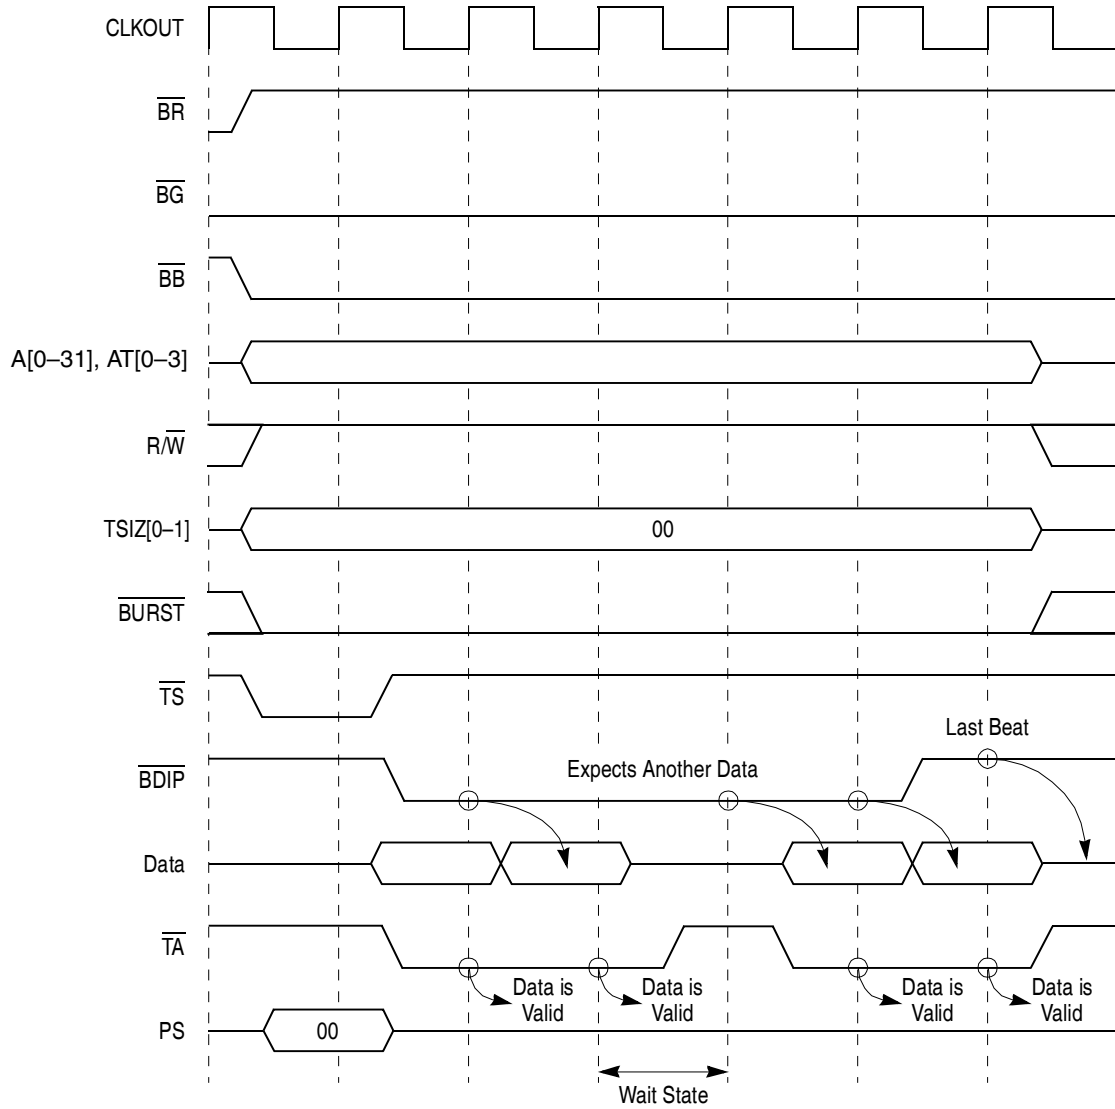 CLKOUT
BR
BG
BB
A[0–31], AT[0–3]
R/W
TSIZ[0–1]
00
BURST
TS
Last Beat
BDIP
Expects Another Data
Data
TA
Data is
Valid
Data is
Valid
Data is
Valid
Data is
Valid
PS
00
Wait State